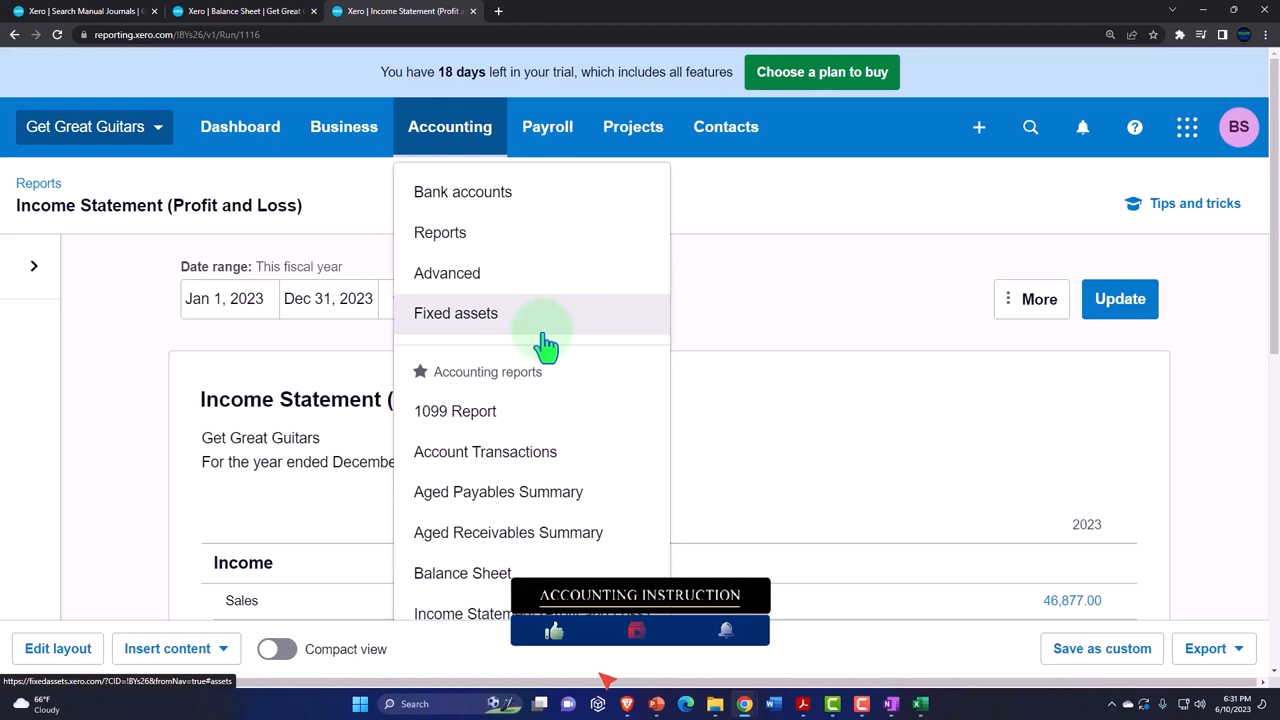 Xero | Search Manual Journals | G
Xero | Balance Sheet | Get Great
Xero | Income Statement (Profit a
reporting.xero.com/!BYs26/v1/Run/1116
You have 18 days left in your trial, which includes all features
Choose a plan to buy
Get Great Guitars
Dashboard
Business
Accounting
Payroll
Projects
Contacts
BS
Reports
Income Statement (Profit and Loss)
Tips and tricks
Bank accounts
Reports
Advanced
Fixed assets
Accounting reports
1099 Report
Account Transactions
Aged Payables Summary
Aged Receivables Summary
Balance Sheet
Income Statem
Date range: This fiscal year
Jan 1, 2023
Dec 31, 2023
More
Update
Income Statement (
Get Great Guitars
For the year ended Decembe
2023
Income
Sales
46,877.00
ACCOUNTING INSTRUCTION
Edit layout
Insert content
Compact view
Save as custom
Export
https://fixedassets.xero.com/?CID=!BYs26&fromNav=true#assets
66°F
Cloudy
Search
6:31 PM
6/10/2023